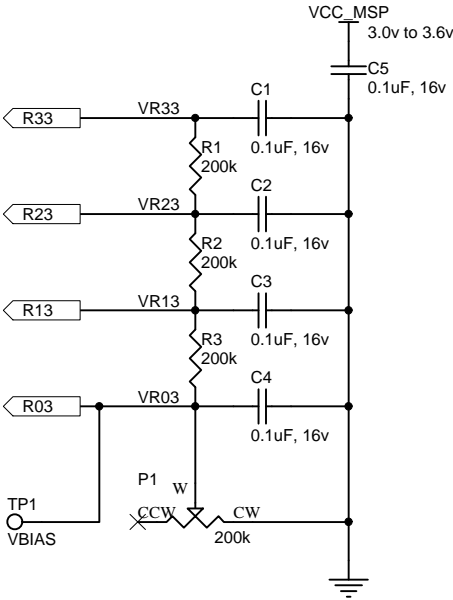 VCC_MSP
3.0v to 3.6v
C5
0.1uF, 16v
R33
VR33
C1
0.1uF, 16v
R1
200k
R23
VR23
C2
0.1uF, 16v
R2
200k
R13
VR13
C3
0.1uF, 16v
R3
200k
R03
VR03
C4
0.1uF, 16v
P1
W
TP1
CCW
CW
VBIAS
200k